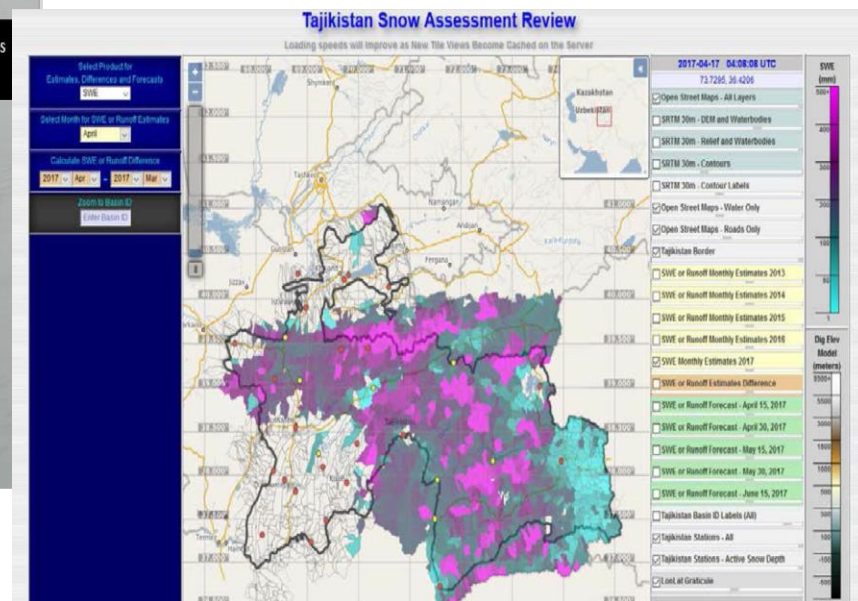 s
Tajikistan Snow Assessment Review
Loading speeds will Improve as New Tile Views Become Cached on the Server
Select Product for
Estimates, Differences and Forecasts
SWE
Select Month for SWE or Runoff Estimates
April
Calculate SWE or Runoff Difference
2017 Apr - 2017 Mar
Zoom to Basin ID
Enter Basin ID
Shymkent
Tashkent
Namangan
Andijan
Fergana
Jizzax
Kazakhstan
Uzbekistan
2017-04-17 04:08:08 UTC
73.7295, 36.4206
Open Street Maps - All Layers
SRTM 30m - DEM and Waterbodies
SRTM 30m - Relief and Waterbodies
SRTM 30m - Contours
SRTM 30m - Contour Labels
Open Street Maps - Water Only
Open Street Maps - Roads Only
Tajikistan Border
SWE or Runoff Monthly Estimates 2013
SWE or Runoff Monthly Estimates 2014
SWE or Runoff Monthly Estimates 2015
SWE or Runoff Monthly Estimates 2016
SWE Monthly Estimates 2017
SWE or Runoff Estimates Difference
SWE or Runoff Forecast - April 15, 2017
SWE or Runoff Forecast - April 30, 2017
SWE or Runoff Forecast - May 15, 2017
SWE or Runoff Forecast - May 30, 2017
SWE or Runoff Forecast - June 15, 2017
Tajikistan Basin ID Labels (All)
Tajikistan Stations - All
Tajikistan Stations - Active Snow Depth
LonLat Graticule
SWE
(mm)
500+
400
300
200
100
50
1
Dig Elev
Model
(meters)